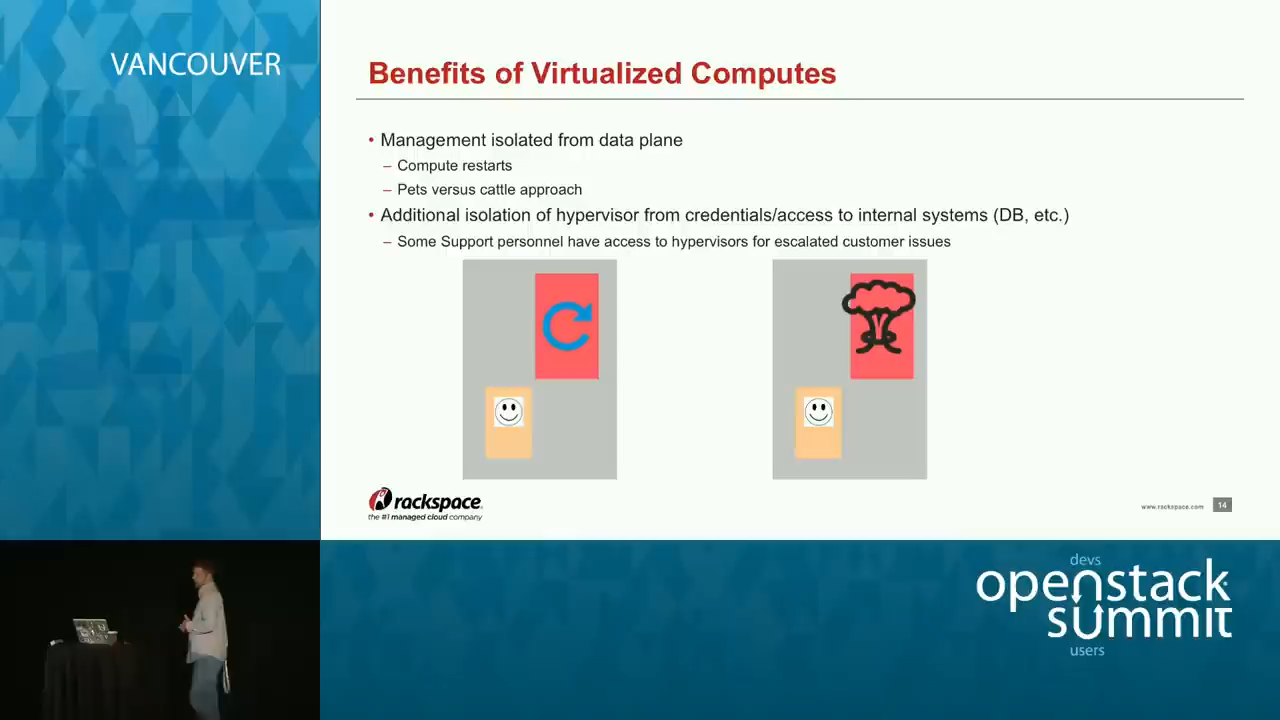 VANCOUVER
Benefits of Virtualized Computes
• Management isolated from data plane
– Compute restarts
– Pets versus cattle approach
• Additional isolation of hypervisor from credentials/access to internal systems (DB, etc.)
– Some Support personnel have access to hypervisors for escalated customer issues
rackspace
the #1 managed cloud company
www.rackspace.com
14
devs
openstack
summit
users